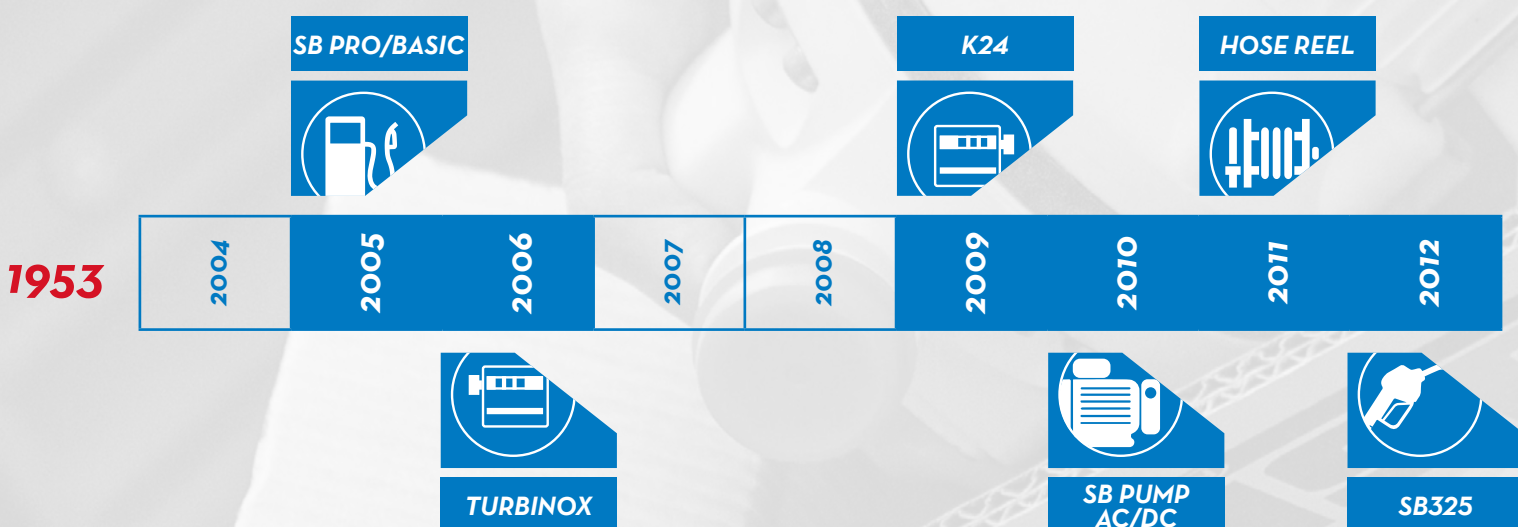 SB PRO/BASIC
K24
HOSE REEL
1953
2004
2005
2006
2007
2008
2009
2010
2011
2012
TURBINOX
SB PUMP
AC/DC
SB325